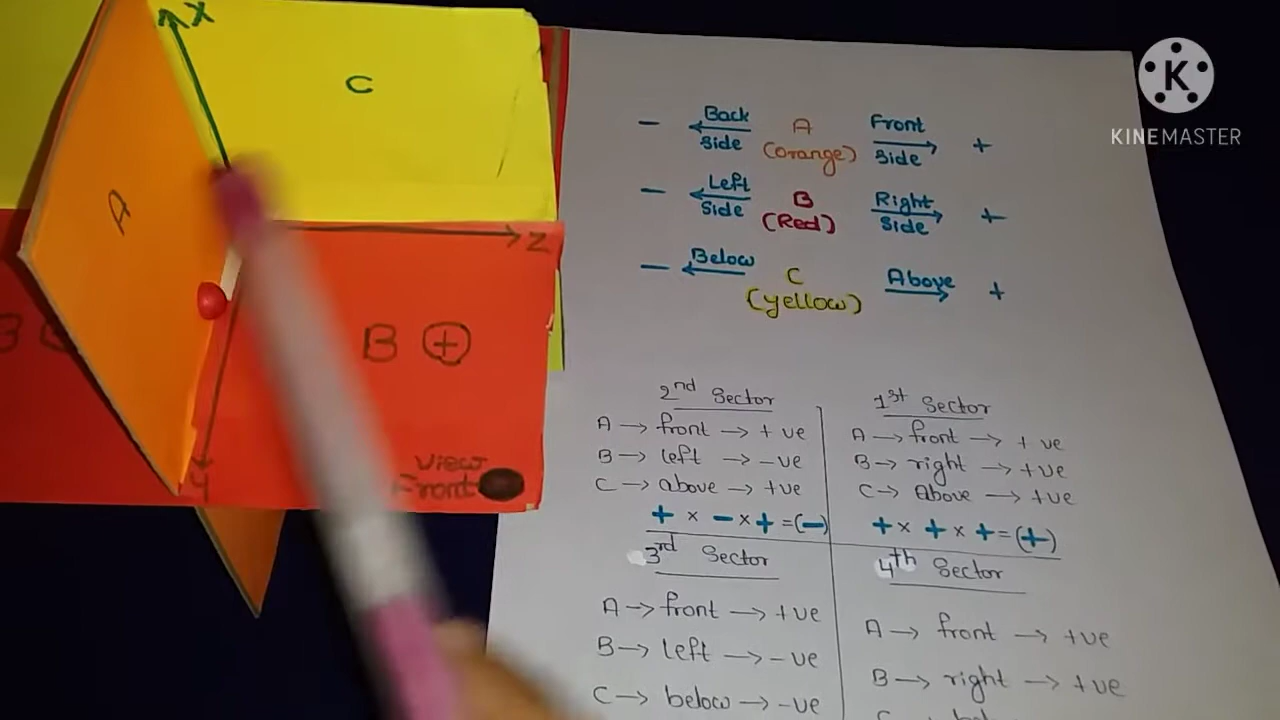 X
C
A
Z
B
B +
y
View
Front
K
KINEMASTER
- Back Side A (Orange) Front Side +
- Left Side B (Red) Right Side +
- Below C (yellow) Above +
2nd Sector
A → front → + ve
B → left → - ve
C → above → +ve
+ × - × + = (-)
1st Sector
A → front → + ve
B → right → +ve
C → Above → +ve
+ × + × + = (+)
3rd Sector
A → front → +ve
B → left → - ve
C → below → -ve
4th Sector
A → front → +ve
B → right → +ve